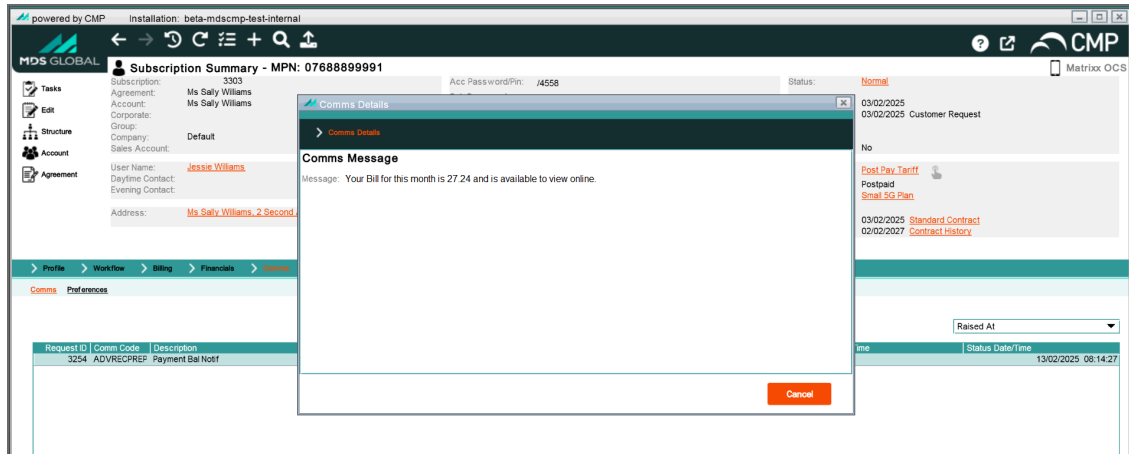 powered by CMP Installation: beta-mdscmp-test-internal
MDS GLOBAL
CMP
Subscription Summary - MPN: 07688899991
Matrixx OCS
Tasks
Edit
Structure
Account
Agreement
Subscription: 3303
Agreement: Ms Sally Williams
Account: Ms Sally Williams
Corporate:
Group:
Company: Default
Sales Account:
Acc Password/Pin: /4558
Status: Normal
03/02/2025
03/02/2025 Customer Request
No
User Name: Jessie Williams
Daytime Contact:
Evening Contact:
Address: Ms Sally Williams, 2 Second
Post Pay Tariff
Postpaid
Small 5G Plan
03/02/2025 Standard Contract
02/02/2027 Contract History
Comms Details
Comms Details
Comms Message
Message: Your Bill for this month is 27.24 and is available to view online.
Cancel
Profile Workflow Billing Financials Comms
Comms Preferences
Raised At
Request ID Comm Code Description Time Status Date/Time
3254 ADVRECPREP Payment Bal Notif 13/02/2025 08:14:27